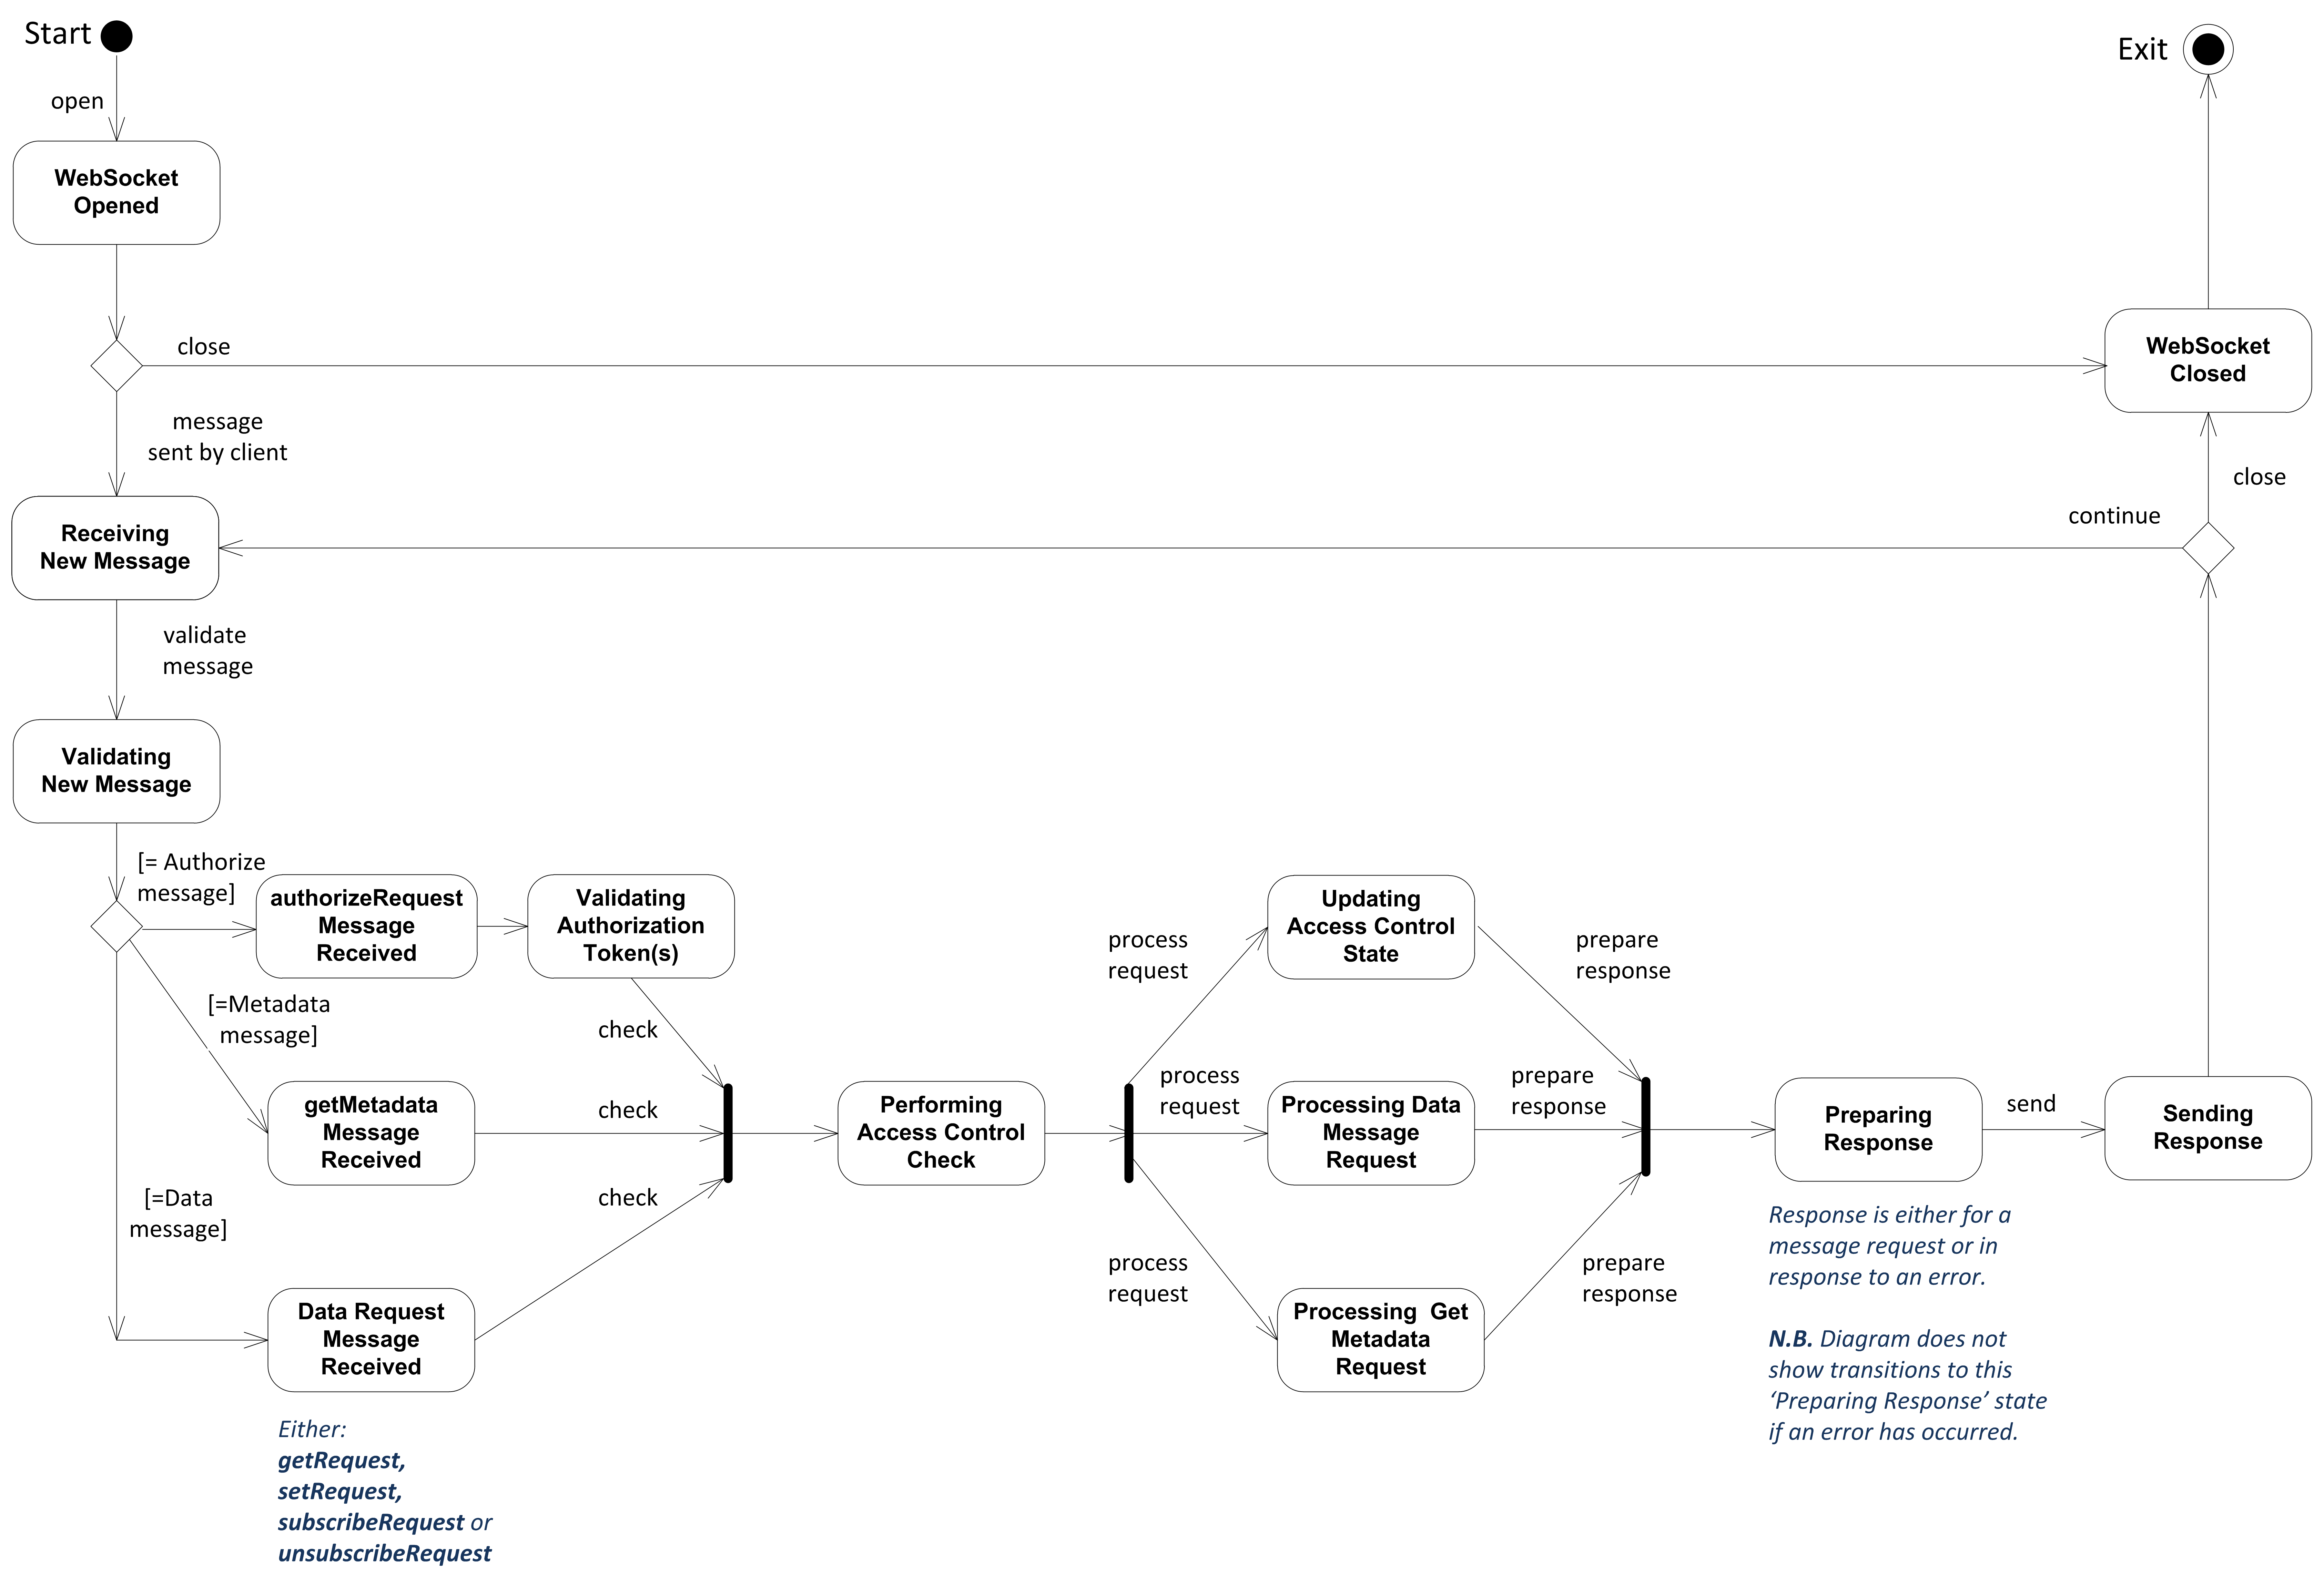 Start
Exit
open
WebSocket
Opened
close
WebSocket
Closed
message
sent by client
close
continue
Receiving
New Message
validate
message
Validating
New Message
[= Authorize
message]
authorizeRequest
Message
Received
Validating
Authorization
Token(s)
Updating
Access Control
State
process
request
prepare
response
[=Metadata
message]
check
getMetadata
Message
Received
check
Performing
Access Control
Check
process
request
Processing Data
Message
Request
prepare
response
Preparing
Response
send
Sending
Response
[=Data
message]
check
process
request
prepare
response
Data Request
Message
Received
Processing  Get
Metadata
Request
Response is either for a
message request or in
response to an error.
N.B. Diagram does not
show transitions to this
‘Preparing Response’ state
if an error has occurred.
Either:
getRequest,
setRequest,
subscribeRequest or
unsubscribeRequest